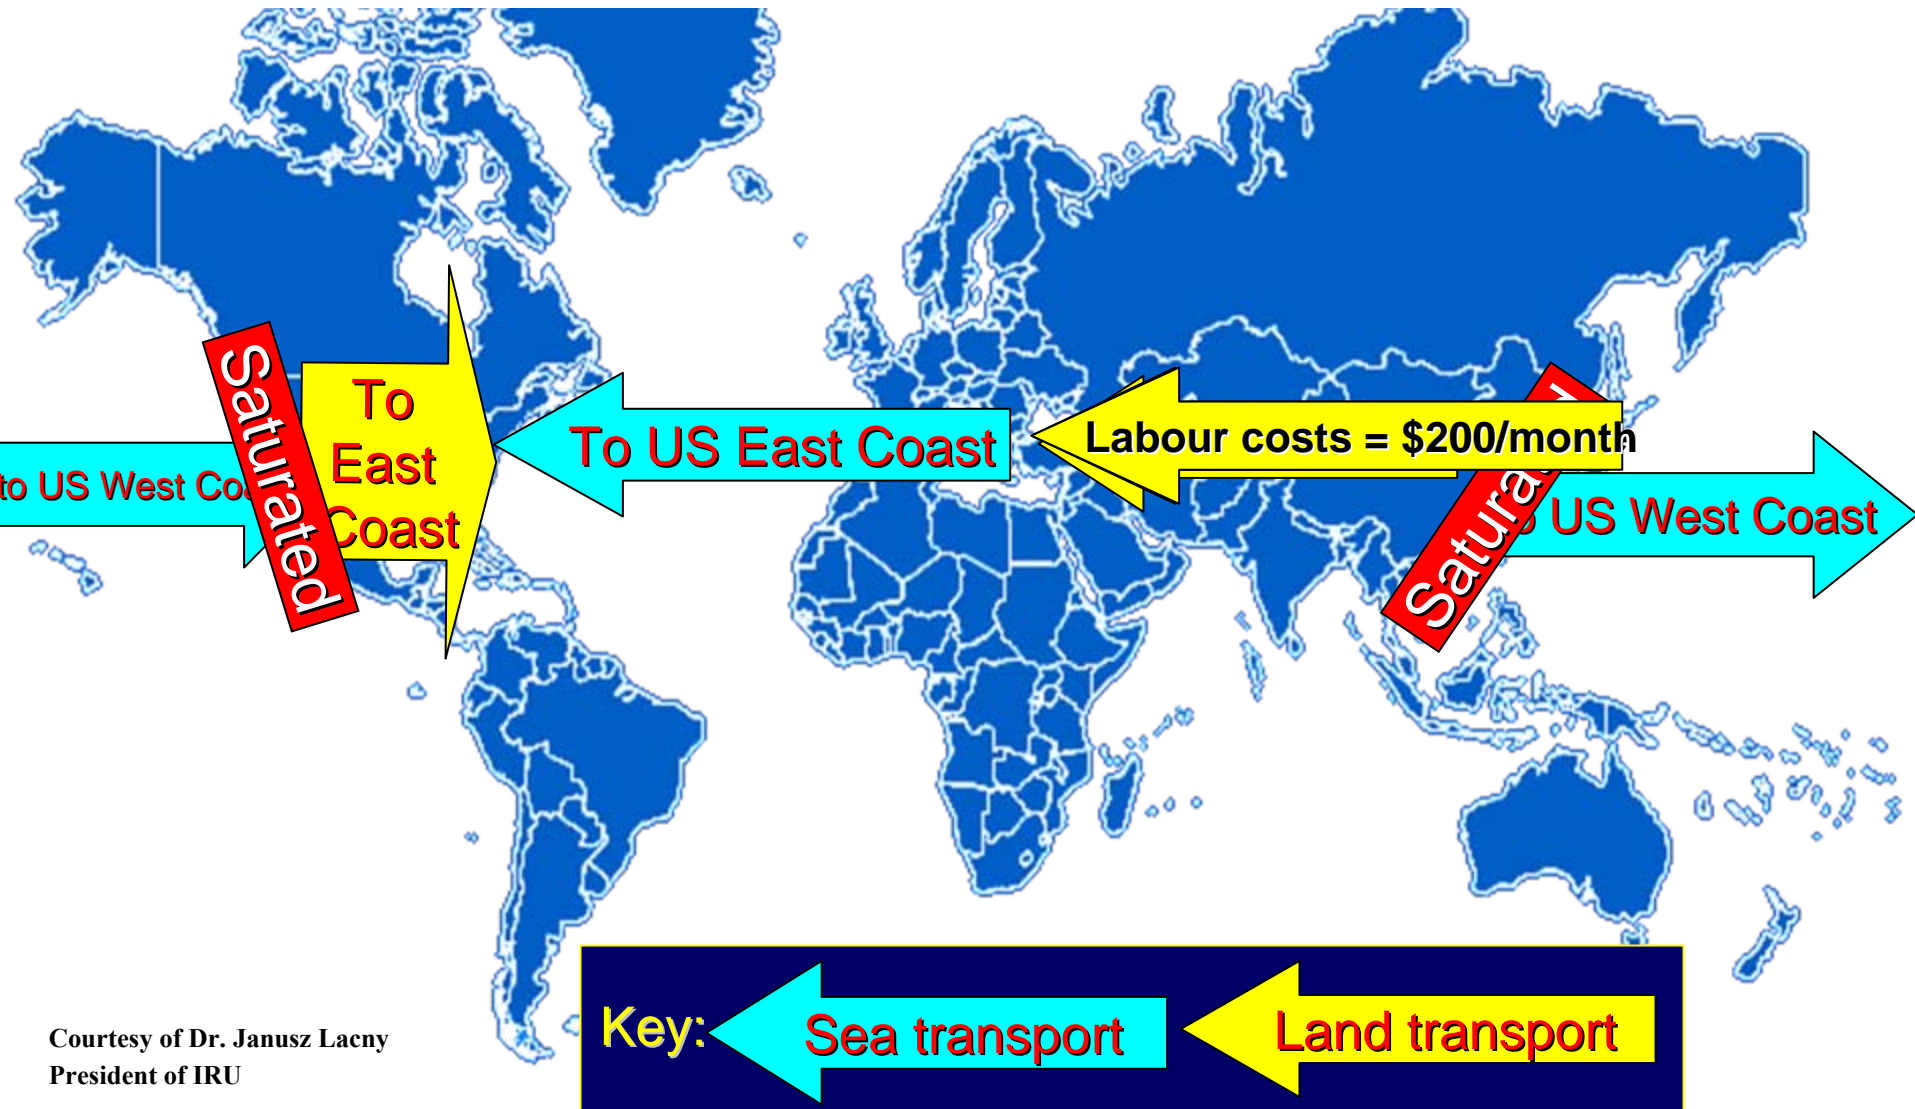 Saturated
To
East
Coast
to US West
To US East Coast
Labour costs = $200/month
US West Coast
Key:
Sea transport
Land transport
Courtesy of Dr. Janusz Lacny
President of IRU